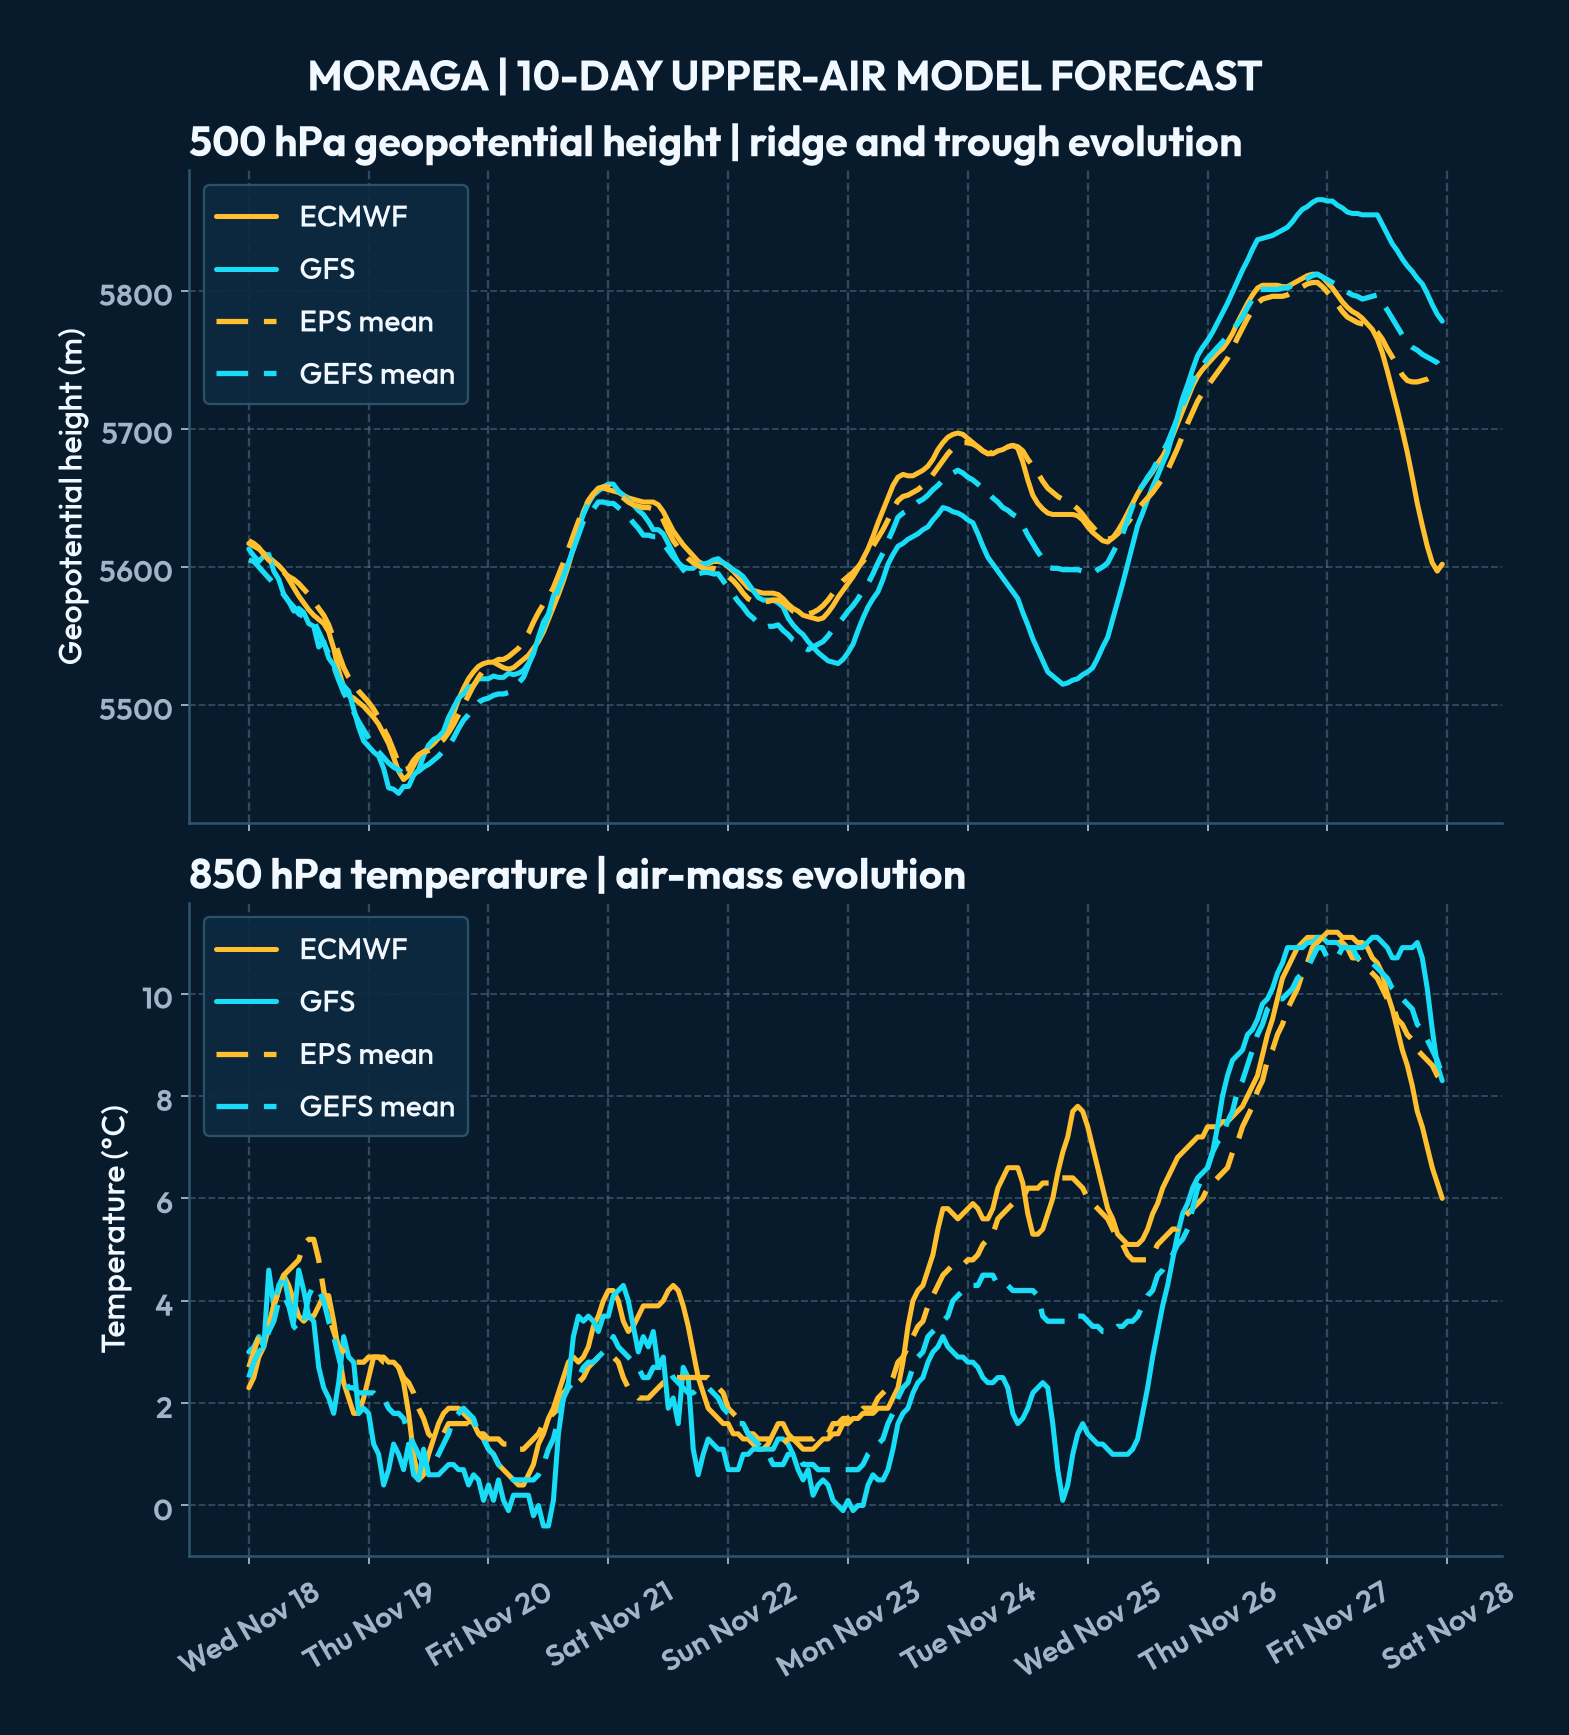 MORAGA | 10-DAY UPPER-AIR MODEL FORECAST
500 hPa geopotential height | ridge and trough evolution
ECMWF
GFS
EPS mean
GEFS mean
Geopotential height (m)
5800
5700
5600
5500
850 hPa temperature | air-mass evolution
ECMWF
GFS
EPS mean
GEFS mean
Temperature (°C)
10
8
6
4
2
0
Wed Nov 18
Thu Nov 19
Fri Nov 20
Sat Nov 21
Sun Nov 22
Mon Nov 23
Tue Nov 24
Wed Nov 25
Thu Nov 26
Fri Nov 27
Sat Nov 28